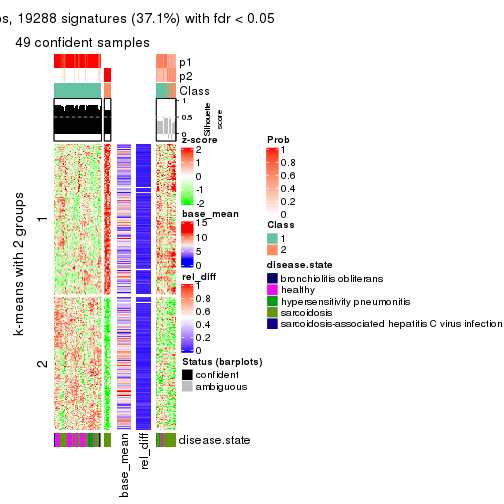 s, 19288 signatures (37.1%) with fdr < 0.05
49 confident samples
p1
p2
Class
1
0.5
0
Silhouette
score
z-score
2
1
0
-1
-2
base_mean
15
10
5
0
rel_diff
1
0.8
0.6
0.4
0.2
0
Status (barplots)
confident
ambiguous
Prob
1
0.8
0.6
0.4
0.2
0
Class
1
2
disease.state
bronchiolitis obliterans
healthy
hypersensitivity pneumonitis
sarcoidosis
sarcoidosis-associated hepatitis C virus infection
k-means with 2 groups
1
2
disease.state
base_mean
rel_diff